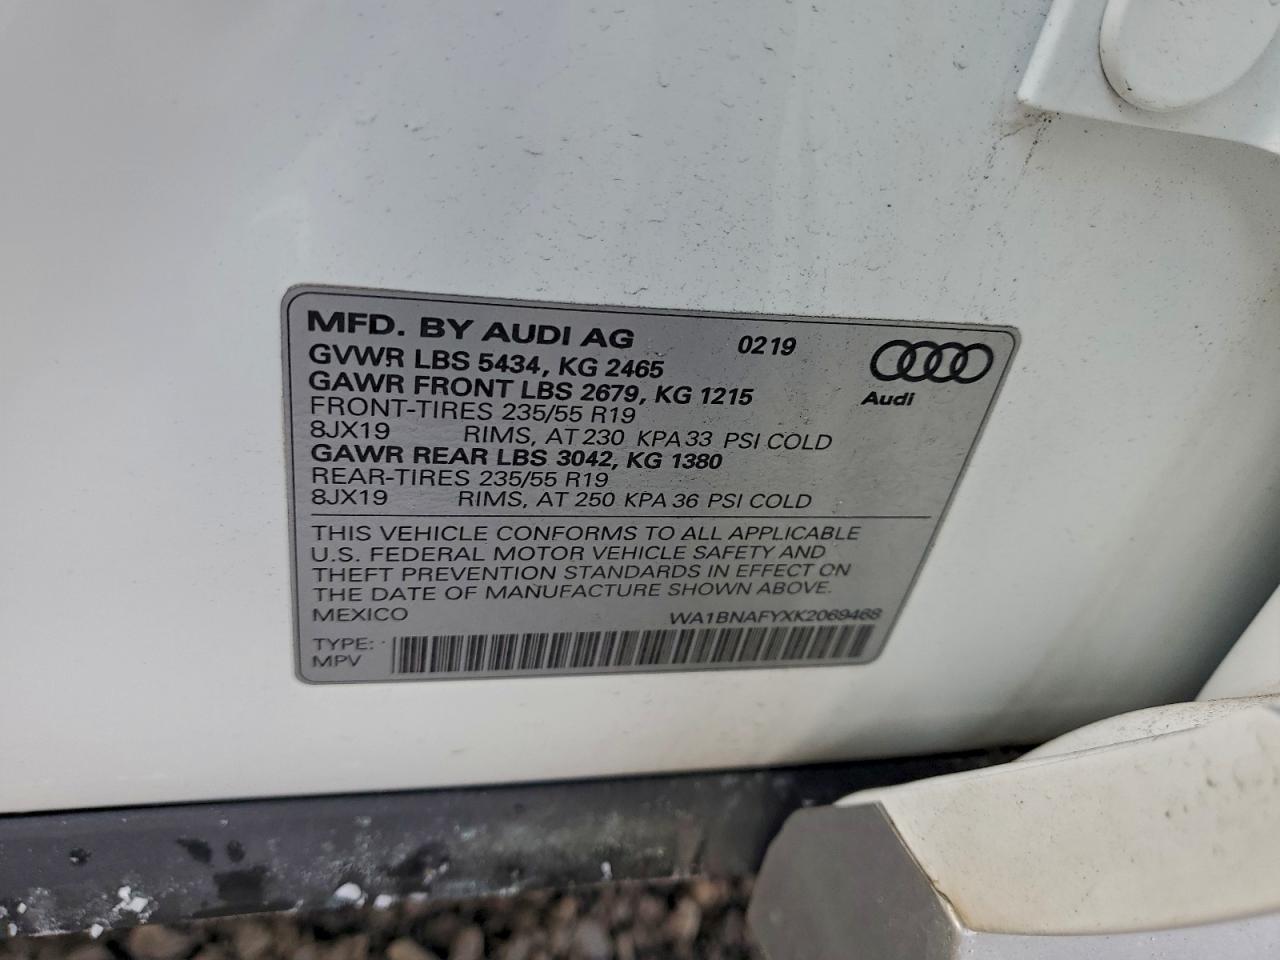 MFD. BY AUDI AG 0219
GVWR LBS 5434, KG 2465
GAWR FRONT LBS 2679, KG 1215
Audi
FRONT-TIRES 235/55 R19
8JX19 RIMS, AT 230 KPA 33 PSI COLD
GAWR REAR LBS 3042, KG 1380
REAR-TIRES 235/55 R19
8JX19 RIMS, AT 250 KPA 36 PSI COLD
THIS VEHICLE CONFORMS TO ALL APPLICABLE
U.S. FEDERAL MOTOR VEHICLE SAFETY AND
THEFT PREVENTION STANDARDS IN EFFECT ON
THE DATE OF MANUFACTURE SHOWN ABOVE.
MEXICO WA1BNAFYXK2069468
TYPE:
MPV